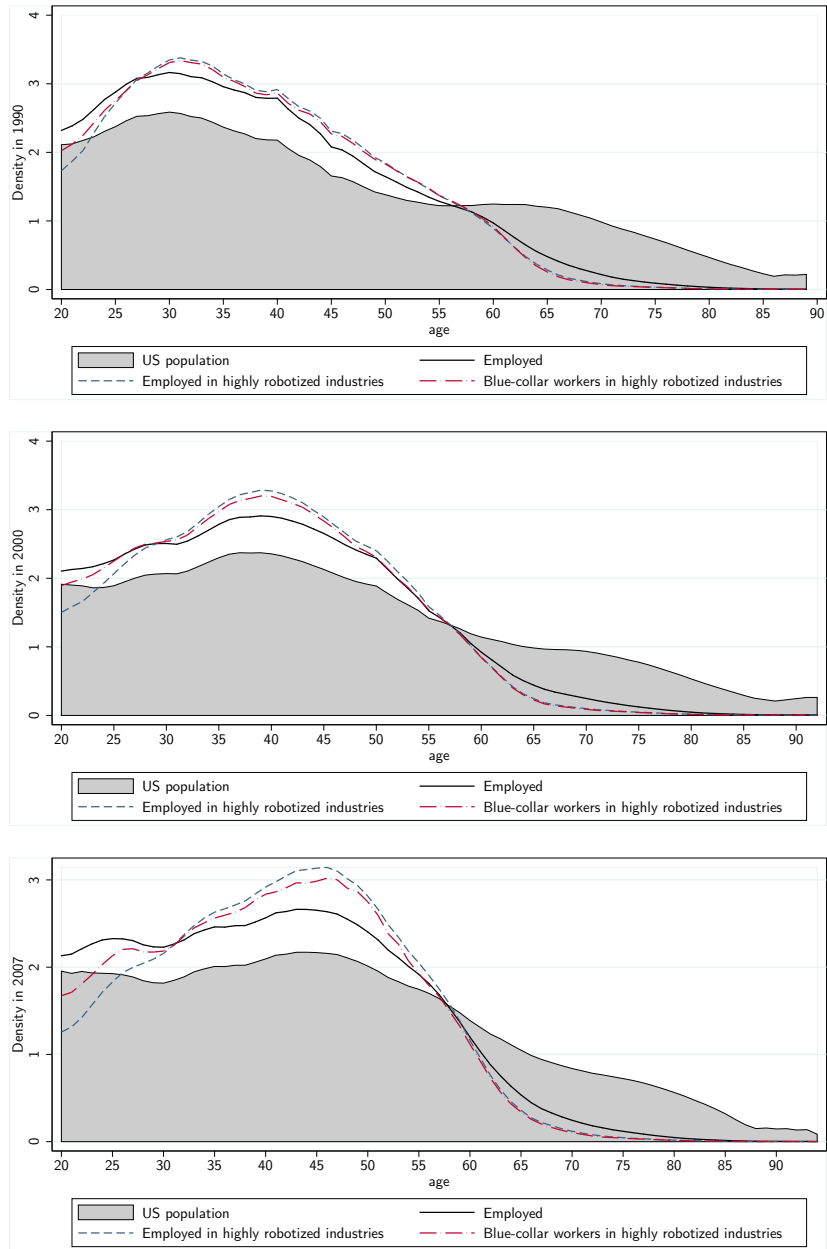 4
3
2
1
0
Density in 1990
20 25 30 35 40 45 50 55 60 65 70 75 80 85 90
age
US population Employed
Employed in highly robotized industries Blue-collar workers in highly robotized industries
4
3
2
1
0
Density in 2000
20 25 30 35 40 45 50 55 60 65 70 75 80 85 90
age
US population Employed
Employed in highly robotized industries Blue-collar workers in highly robotized industries
3
2
1
0
Density in 2007
20 25 30 35 40 45 50 55 60 65 70 75 80 85 90
age
US population Employed
Employed in highly robotized industries Blue-collar workers in highly robotized industries